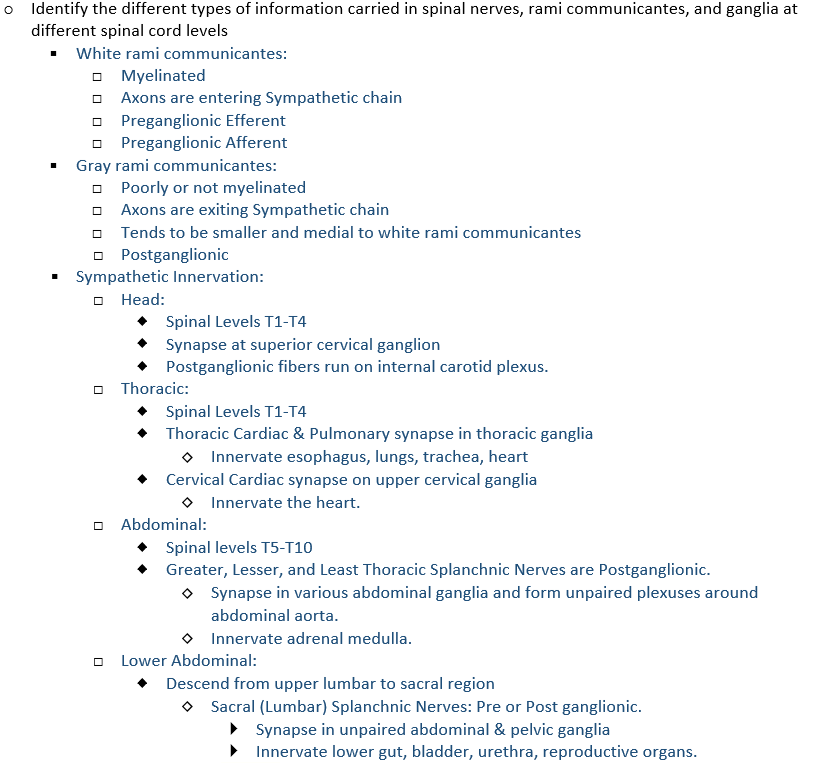 Identify the different types of information carried in spinal nerves, rami communicantes, and ganglia at
different spinal cord levels
White rami communicantes:
Myelinated
Axons are entering Sympathetic chain
Preganglionic Efferent
Preganglionic Afferent
Gray rami communicantes:
Poorly or not myelinated
Axons are exiting Sympathetic chain
Tends to be smaller and medial to white rami communicantes
Postganglionic
Sympathetic Innervation:
Head:
Spinal Levels T1-T4
Synapse at superior cervical ganglion
Postganglionic fibers run on internal carotid plexus.
Thoracic:
Spinal Levels T1-T4
Thoracic Cardiac & Pulmonary synapse in thoracic ganglia
Innervate esophagus, lungs, trachea, heart
Cervical Cardiac synapse on upper cervical ganglia
Innervate the heart.
Abdominal:
Spinal levels T5-T10
Greater, Lesser, and Least Thoracic Splanchnic Nerves are Postganglionic.
Synapse in various abdominal ganglia and form unpaired plexuses around
abdominal aorta.
Innervate adrenal medulla.
Lower Abdominal:
Descend from upper lumbar to sacral region
Sacral (Lumbar) Splanchnic Nerves: Pre or Post ganglionic.
Synapse in unpaired abdominal & pelvic ganglia
Innervate lower gut, bladder, urethra, reproductive organs.